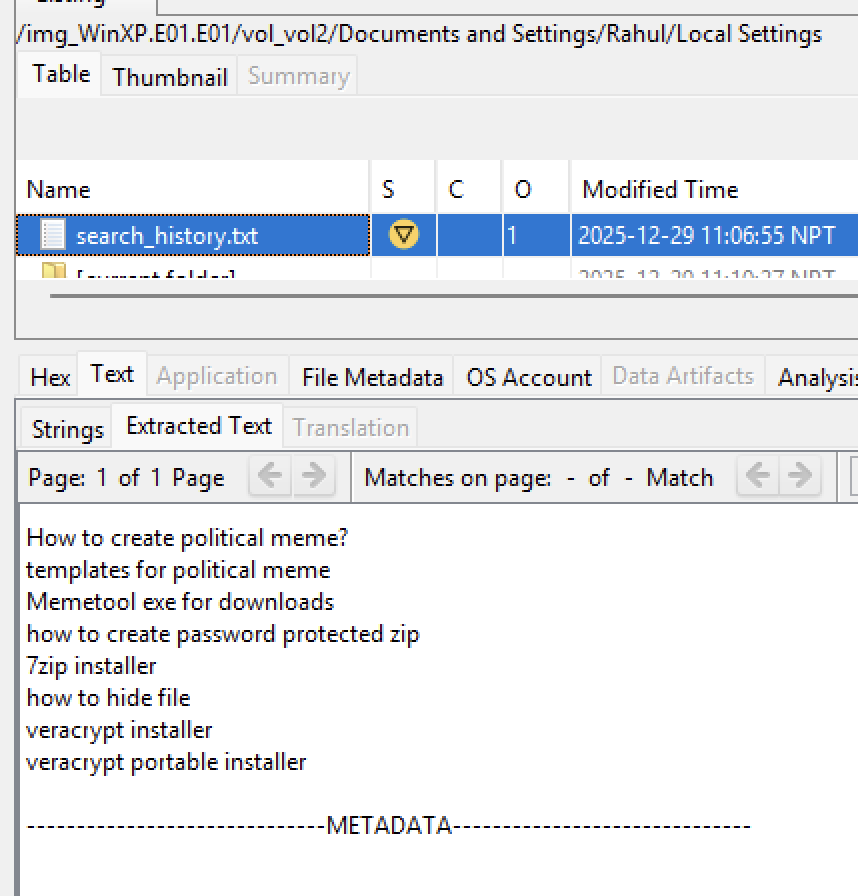 Listing
/img_WinXP.E01.E01/vol_vol2/Documents and Settings/Rahul/Local Settings
Table Thumbnail Summary
Name S C O Modified Time
search_history.txt 1 2025-12-29 11:06:55 NPT
[current folder] 2025-12-29 11:10:27 NPT
Hex Text Application File Metadata OS Account Data Artifacts Analysis
Strings Extracted Text Translation
Page: 1 of 1 Page Matches on page: - of - Match
How to create political meme?
templates for political meme
Memetool exe for downloads
how to create password protected zip
7zip installer
how to hide file
veracrypt installer
veracrypt portable installer
------------------------------METADATA------------------------------